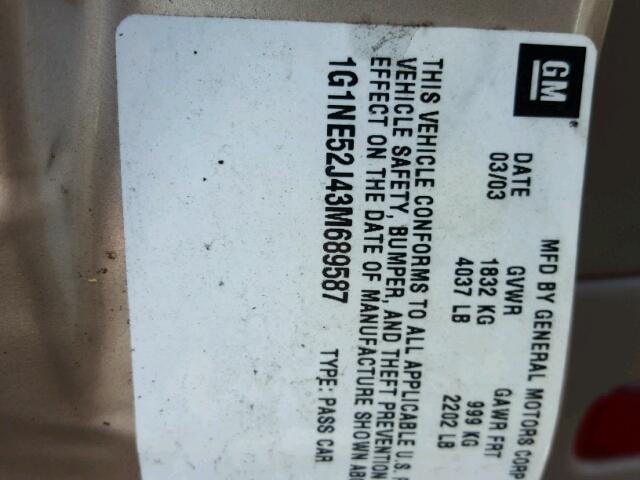 GM
MFD BY GENERAL MOTORS CORP
DATE GVWR GAWR FRT
03/03 1832 KG 999 KG
4037 LB 2202 LB
THIS VEHICLE CONFORMS TO ALL APPLICABLE U.S.
VEHICLE SAFETY, BUMPER, AND THEFT PREVENTION
EFFECT ON THE DATE OF MANUFACTURE SHOWN
1G1NE52J43M689587 TYPE: PASS CAR